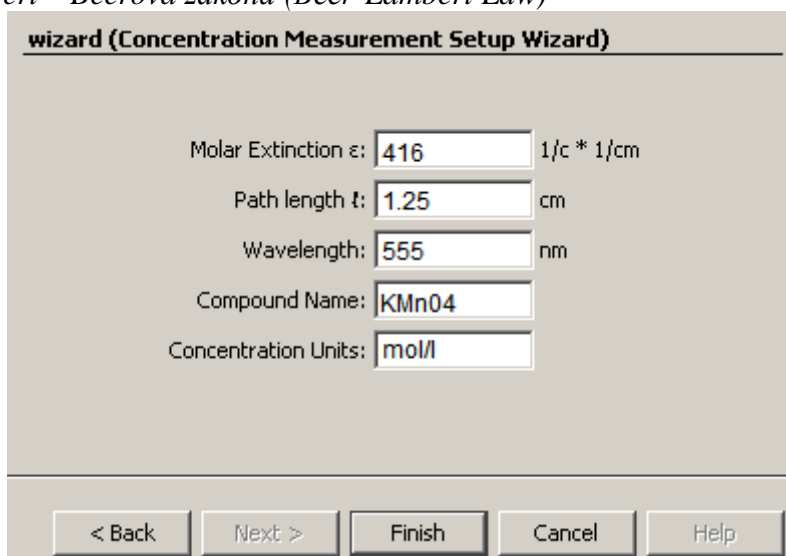 eri – Beerova zákona (Beer-Lambert Law)
wizard (Concentration Measurement Setup Wizard)
Molar Extinction ε: 416 1/c * 1/cm
Path length ℓ: 1.25 cm
Wavelength: 555 nm
Compound Name: KMn04
Concentration Units: mol/l
< Back Next > Finish Cancel Help